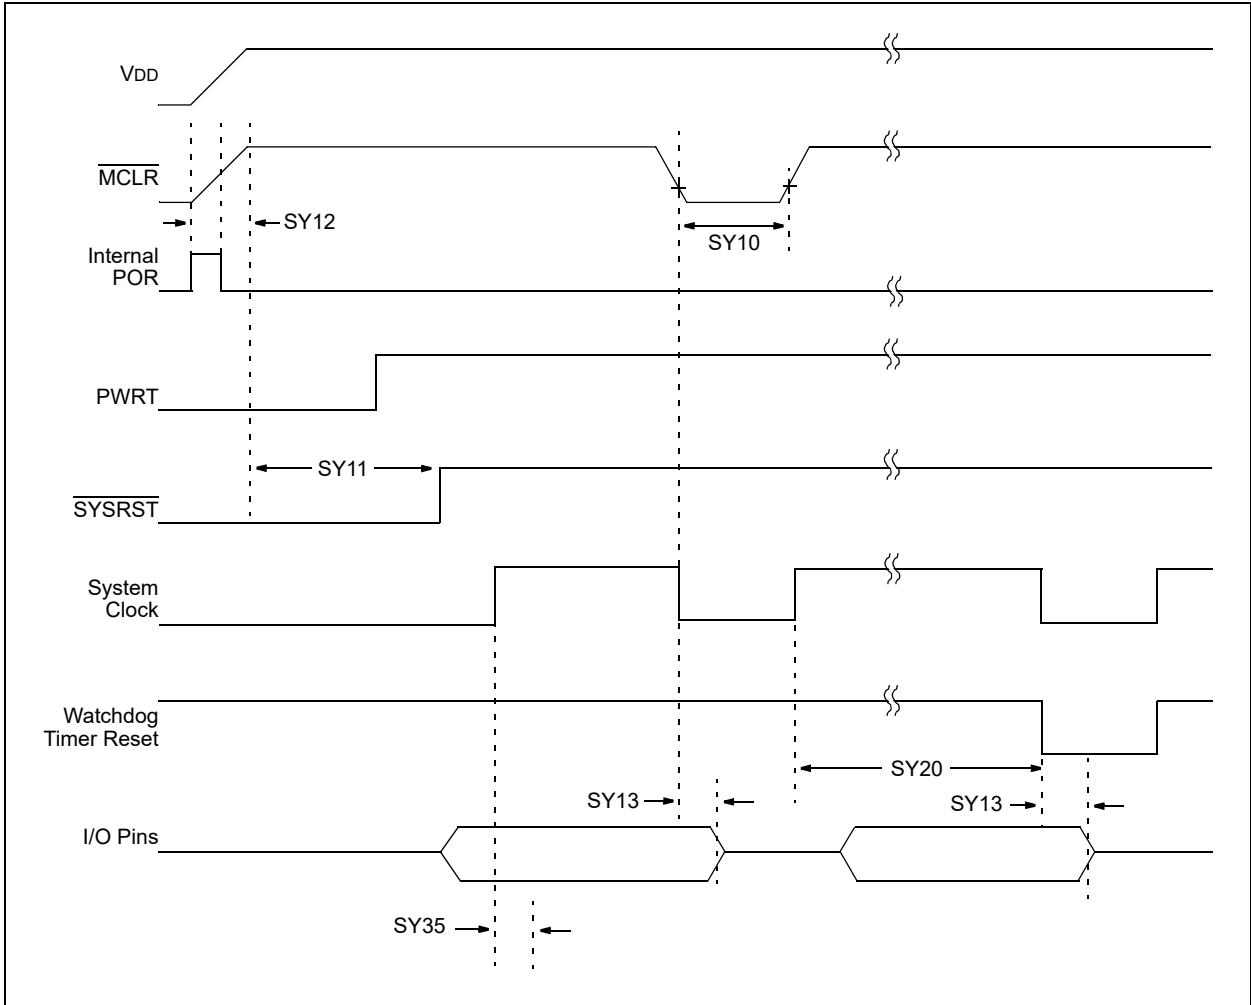 VDD
MCLR
SY12
SY10
Internal
POR
PWRT
SY11
SYSRST
System
Clock
Watchdog
Timer Reset
SY20
SY13
SY13
I/O Pins
SY35